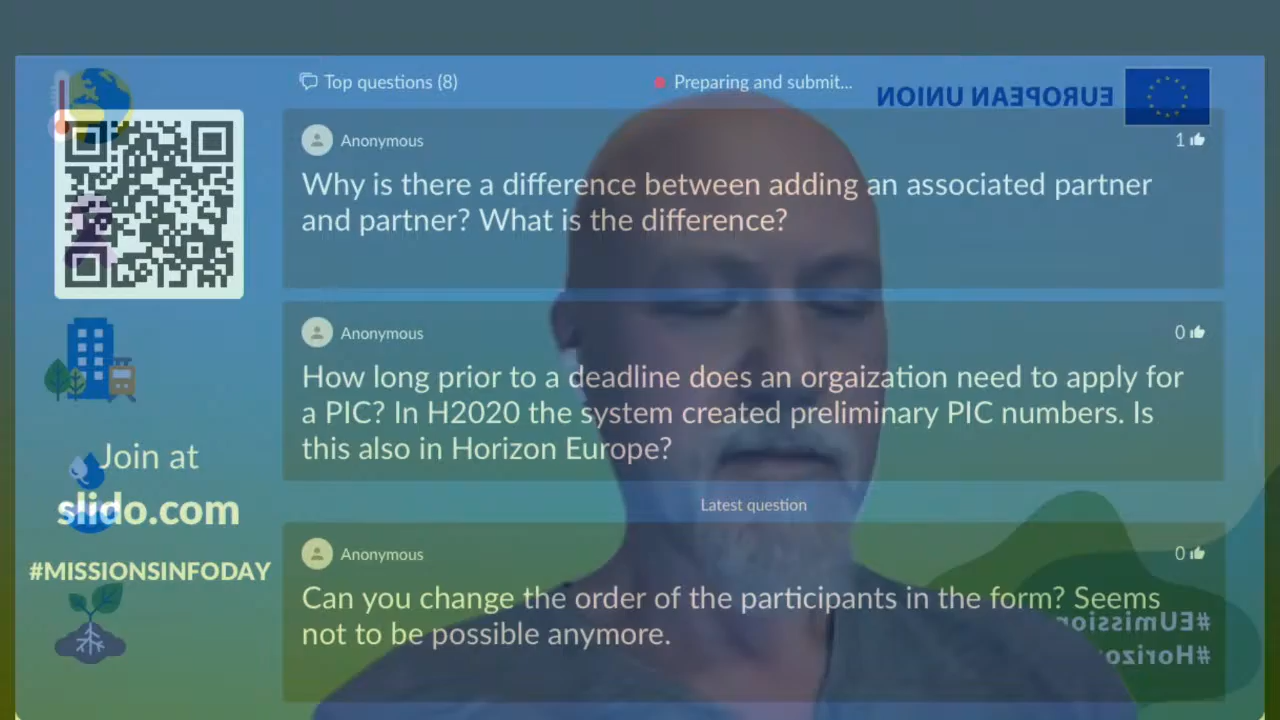 Top questions (8)
Preparing and submit...
EUROPEAN UNION
Anonymous
1
Why is there a difference between adding an associated partner
and partner? What is the difference?
Anonymous
0
How long prior to a deadline does an orgaization need to apply for
a PIC? In H2020 the system created preliminary PIC numbers. Is
this also in Horizon Europe?
Join at
slido.com
#MISSIONSINFODAY
Latest question
Anonymous
0
Can you change the order of the participants in the form? Seems
not to be possible anymore.